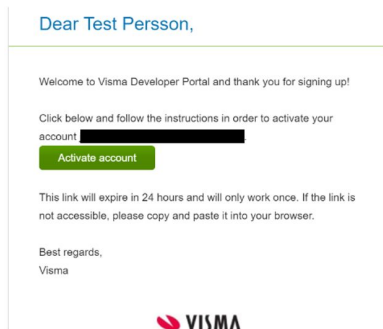 Dear Test Persson,
Welcome to Visma Developer Portal and thank you for signing up!
Click below and follow the instructions in order to activate your
account
Activate account
This link will expire in 24 hours and will only work once. If the link is
not accessible, please copy and paste it into your browser.
Best regards,
Visma
VISMA